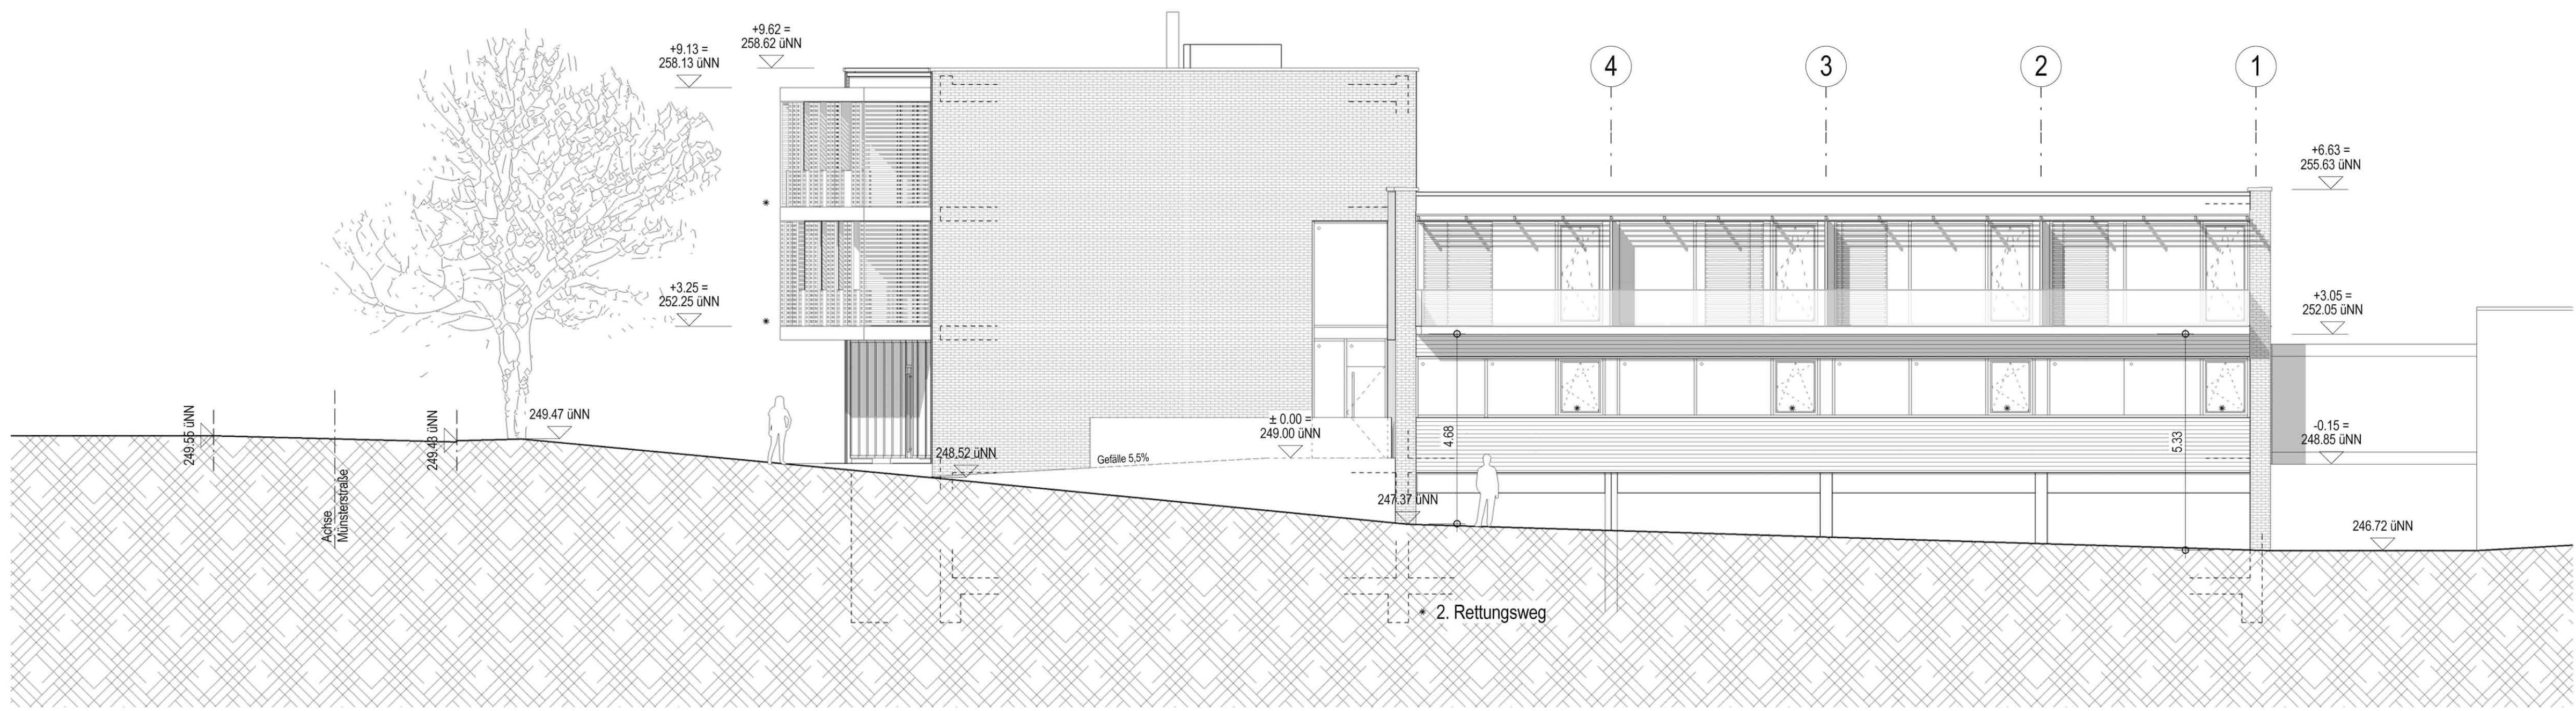 +9.62 =
258.62 üNN
+9.13 =
258.13 üNN
4
3
2
1
+6.63 =
255.63 üNN
+3.25 =
252.25 üNN
+3.05 =
252.05 üNN
249.55 üNN
Achse
Münsterstraße
249.43 üNN
249.47 üNN
248.52 üNN
Gefälle 5,5%
± 0.00 =
249.00 üNN
4.68
5.33
-0.15 =
248.85 üNN
247.37 üNN
246.72 üNN
* 2. Rettungsweg